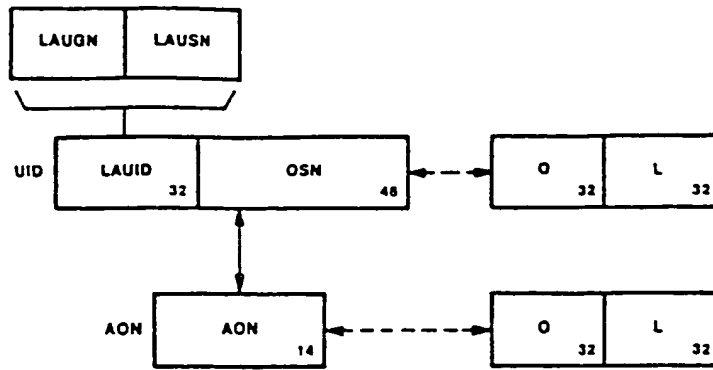 LAUGN LAUSN
UID LAUID 32 OSN 48 O 32 L 32
AON AON 14 O 32 L 32